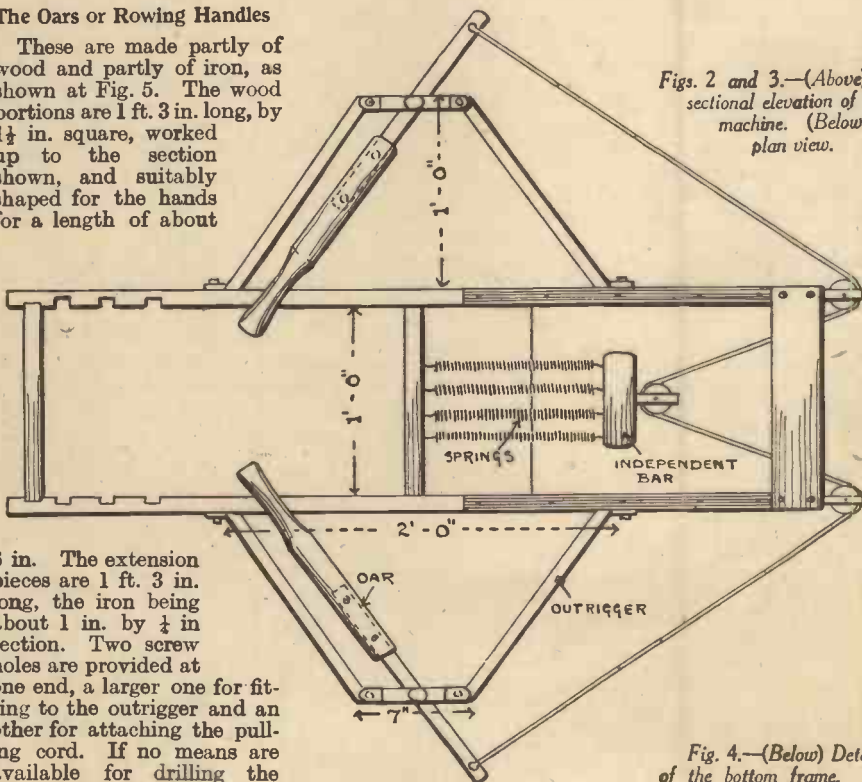 The Oars or Rowing Handles
These are made partly of
wood and partly of iron, as
shown at Fig. 5. The wood
portions are 1 ft. 3 in. long, by
1½ in. square, worked
up to the section
shown, and suitably
shaped for the hands
for a length of about
6 in. The extension
pieces are 1 ft. 3 in.
long, the iron being
about 1 in. by ¼ in
section. Two screw
holes are provided at
one end, a larger one for fit-
ting to the outrigger and an
other for attaching the pull-
ing cord. If no means are
available for drilling the
Figs. 2 and 3.—(Above)
sectional elevation of
machine. (Below
plan view.
1'-0"
1'-0"
SPRINGS
INDEPENDENT
BAR
2'-0"
OAR
OUTRIGGER
7"
Fig. 4.—(Below) Det
of the bottom frame.